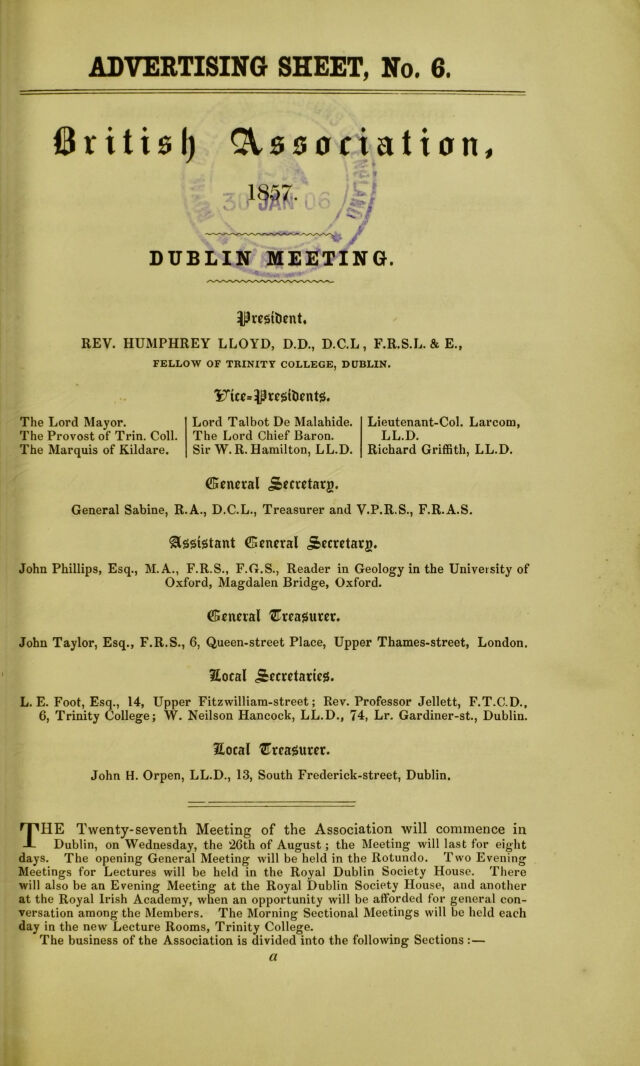 ADVERTISING SHEET, No. 6.
British Association,
1857.
30 JAN 06
ENGLAND
DUBLIN MEETING.
President.
REV. HUMPHREY LLOYD, D.D., D.C.L, F.R.S.L. & E.,
FELLOW OF TRINITY COLLEGE, DUBLIN.
Vice-Presidents.
The Lord Mayor.
The Provost of Trin. Coll.
The Marquis of Kildare.
Lord Talbot De Malahide.
The Lord Chief Baron.
Sir W. R. Hamilton, LL.D.
Lieutenant-Col. Larcom,
LL.D.
Richard Griffith, LL.D.
General Secretary.
General Sabine, R.A., D.C.L., Treasurer and V.P.R.S., F.R.A.S.
Assistant General Secretary.
John Phillips, Esq., M.A., F.R.S., F.G.S., Reader in Geology in the University of
Oxford, Magdalen Bridge, Oxford.
General Treasurer.
John Taylor, Esq., F.R.S., 6, Queen-street Place, Upper Thames-street, London.
Local Secretaries.
L. E. Foot, Esq., 14, Upper Fitzwilliam-street; Rev. Professor Jellett, F.T.C.D.,
6, Trinity College; W. Neilson Hancock, LL.D., 74, Lr. Gardiner-st., Dublin.
Local Treasurer.
John H. Orpen, LL.D., 13, South Frederick-street, Dublin.
THE Twenty-seventh Meeting of the Association will commence in
Dublin, on Wednesday, the 26th of August; the Meeting will last for eight
days. The opening General Meeting will be held in the Rotundo. Two Evening
Meetings for Lectures will be held in the Royal Dublin Society House. There
will also be an Evening Meeting at the Royal Dublin Society House, and another
at the Royal Irish Academy, when an opportunity will be afforded for general con-
versation among the Members. The Morning Sectional Meetings will be held each
day in the new Lecture Rooms, Trinity College.
The business of the Association is divided into the following Sections :—
a